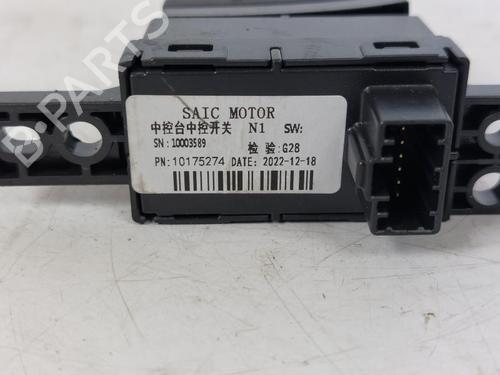 SAIC MOTOR
中控台中控开关 N1 SW:
SN:10003589 检 验:G28
PN:10175274 DATE: 2022-12-18
B PARTS